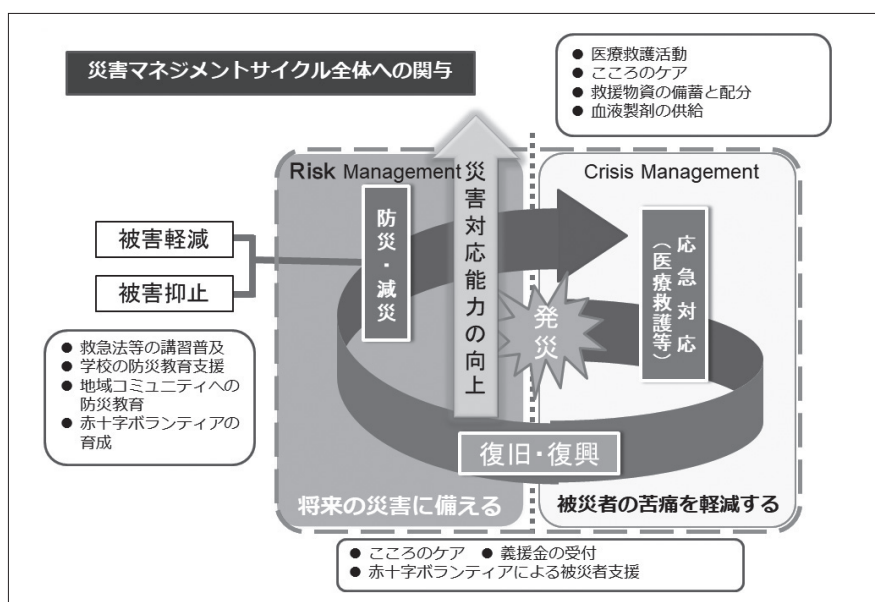 災害マネジメントサイクル全体への関与
● 医療救護活動
● こころのケア
● 救援物資の備蓄と配分
● 血液製剤の供給
Risk Management
Crisis Management
災害対応能力の向上
防災・減災
被害軽減
被害抑止
発災
応急対応
(医療救護等)
● 救急法等の講習普及
● 学校の防災教育支援
● 地域コミュニティへの
防災教育
● 赤十字ボランティアの
育成
復旧・復興
将来の災害に備える
被災者の苦痛を軽減する
● こころのケア ● 義援金の受付
● 赤十字ボランティアによる被災者支援